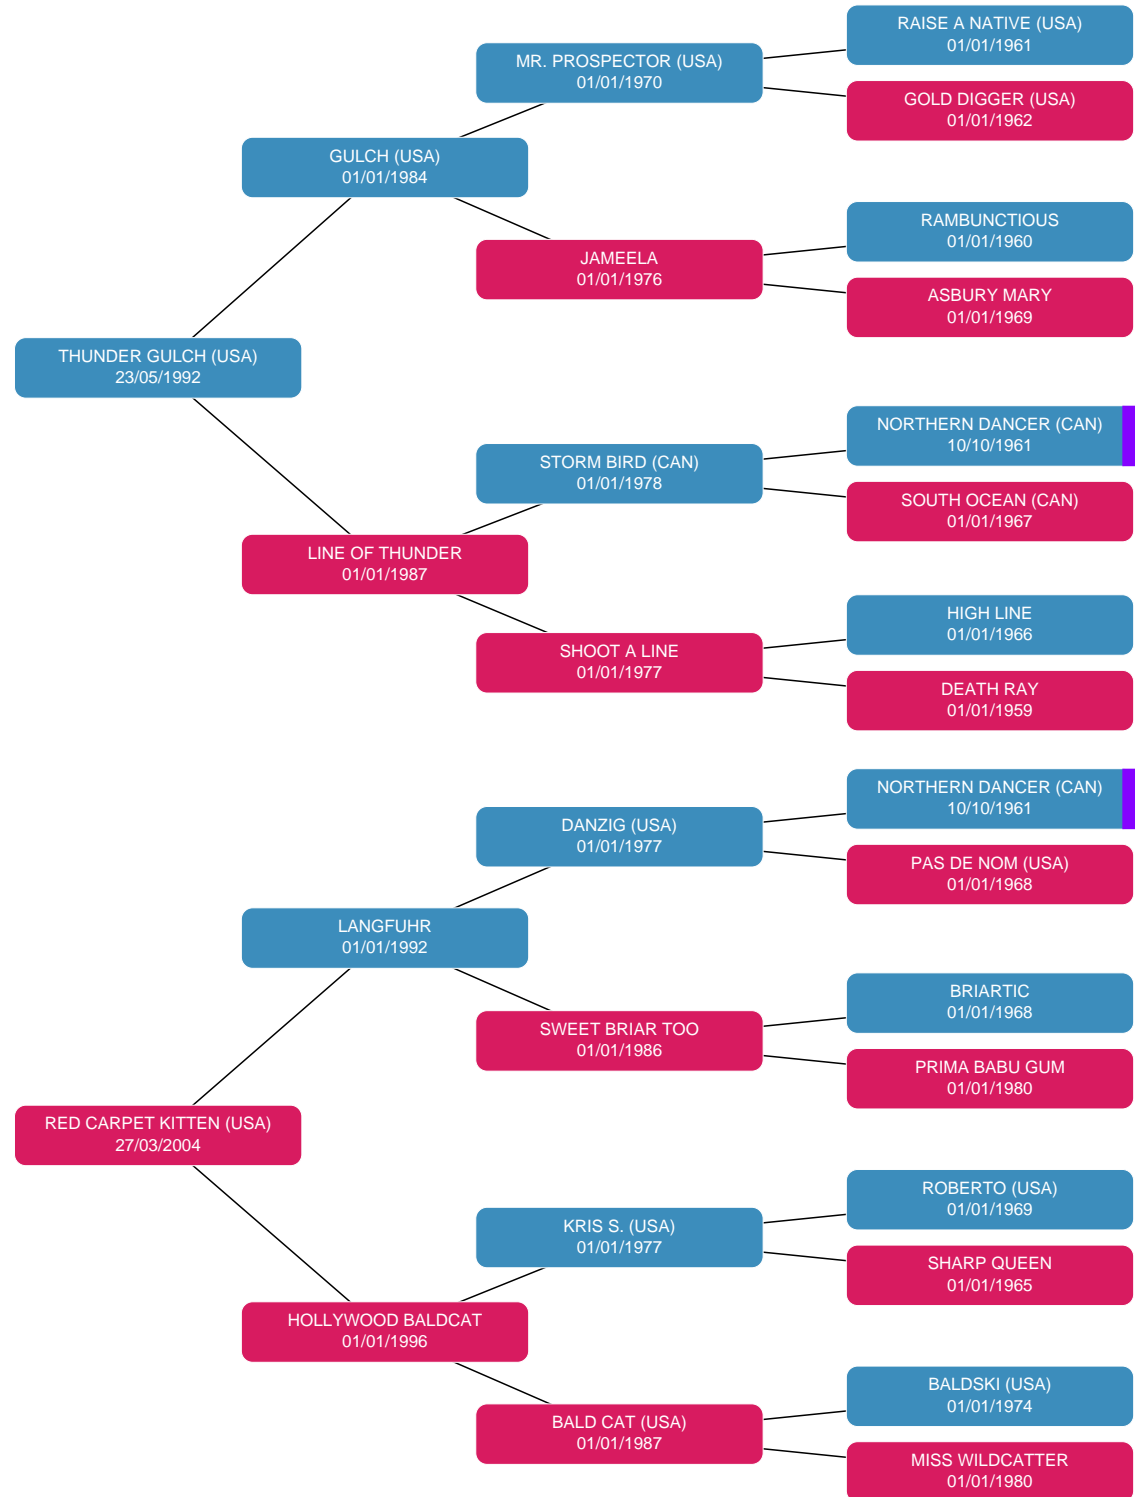 RAISE A NATIVE (USA)
01/01/1961
MR. PROSPECTOR (USA)
01/01/1970
GOLD DIGGER (USA)
01/01/1962
GULCH (USA)
01/01/1984
RAMBUNCTIOUS
01/01/1960
JAMEELA
01/01/1976
ASBURY MARY
01/01/1969
THUNDER GULCH (USA)
23/05/1992
NORTHERN DANCER (CAN)
10/10/1961
STORM BIRD (CAN)
01/01/1978
SOUTH OCEAN (CAN)
01/01/1967
LINE OF THUNDER
01/01/1987
HIGH LINE
01/01/1966
SHOOT A LINE
01/01/1977
DEATH RAY
01/01/1959
NORTHERN DANCER (CAN)
10/10/1961
DANZIG (USA)
01/01/1977
PAS DE NOM (USA)
01/01/1968
LANGFUHR
01/01/1992
BRIARTIC
01/01/1968
SWEET BRIAR TOO
01/01/1986
PRIMA BABU GUM
01/01/1980
RED CARPET KITTEN (USA)
27/03/2004
ROBERTO (USA)
01/01/1969
KRIS S. (USA)
01/01/1977
SHARP QUEEN
01/01/1965
HOLLYWOOD BALDCAT
01/01/1996
BALDSKI (USA)
01/01/1974
BALD CAT (USA)
01/01/1987
MISS WILDCATTER
01/01/1980